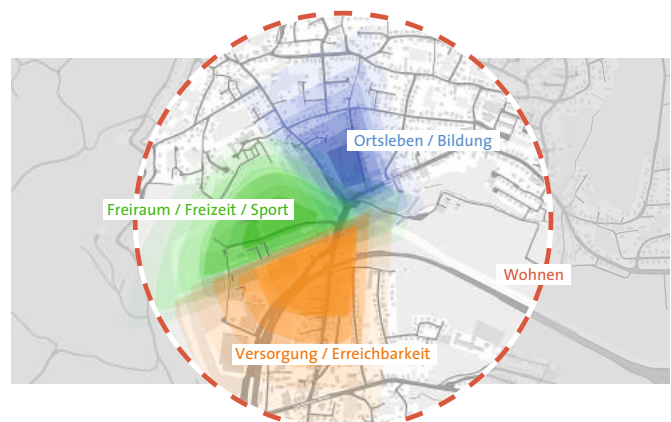 Ortsleben / Bildung
Freiraum / Freizeit / Sport
Wohnen
Versorgung / Erreichbarkeit